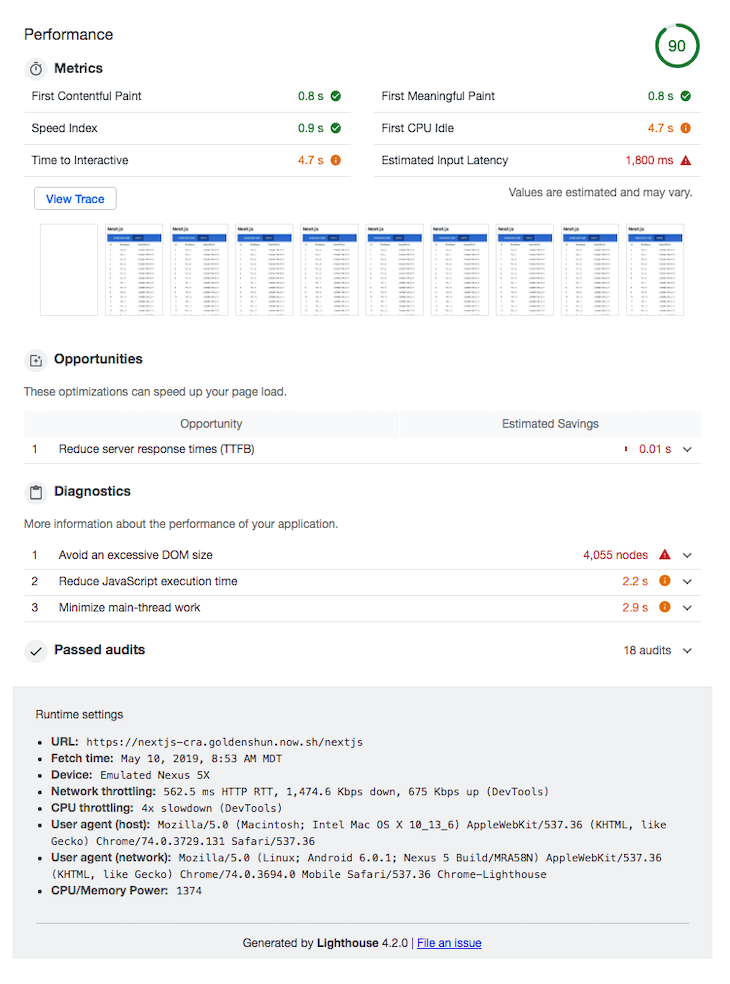 Performance
90
Metrics
First Contentful Paint 0.8 s
First Meaningful Paint 0.8 s
Speed Index 0.9 s
First CPU Idle 4.7 s
Time to Interactive 4.7 s
Estimated Input Latency 1,800 ms
View Trace
Values are estimated and may vary.
Next.js Next.js Next.js Next.js Next.js Next.js Next.js Next.js Next.js
Opportunities
These optimizations can speed up your page load.
Opportunity Estimated Savings
1 Reduce server response times (TTFB) 0.01 s
Diagnostics
More information about the performance of your application.
1 Avoid an excessive DOM size 4,055 nodes
2 Reduce JavaScript execution time 2.2 s
3 Minimize main-thread work 2.9 s
Passed audits 18 audits
Runtime settings
• URL: https://nextjs-cra.goldenshun.now.sh/nextjs
• Fetch time: May 10, 2019, 8:53 AM MDT
• Device: Emulated Nexus 5X
• Network throttling: 562.5 ms HTTP RTT, 1,474.6 Kbps down, 675 Kbps up (DevTools)
• CPU throttling: 4x slowdown (DevTools)
• User agent (host): Mozilla/5.0 (Macintosh; Intel Mac OS X 10_13_6) AppleWebKit/537.36 (KHTML, like
Gecko) Chrome/74.0.3729.131 Safari/537.36
• User agent (network): Mozilla/5.0 (Linux; Android 6.0.1; Nexus 5 Build/MRA58N) AppleWebKit/537.36
(KHTML, like Gecko) Chrome/74.0.3694.0 Mobile Safari/537.36 Chrome-Lighthouse
• CPU/Memory Power: 1374
Generated by Lighthouse 4.2.0 | File an issue